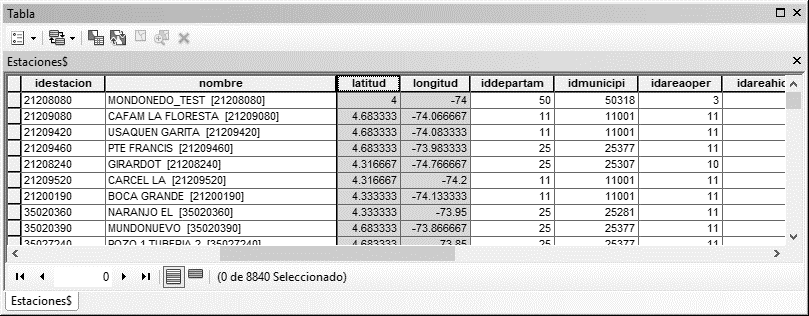 Tabla
Estaciones$
idestacion nombre latitud longitud iddepartam idmunicipi idareaoper idareahic
21208080 MONDONEDO_TEST [21208080] 4 -74 50 50318 3
21209080 CAFAM LA FLORESTA [21209080] 4.683333 -74.066667 11 11001 11
21209420 USAQUEN GARITA [21209420] 4.683333 -74.083333 11 11001 11
21209460 PTE FRANCIS [21209460] 4.683333 -73.983333 25 25377 11
21208240 GIRARDOT [21208240] 4.316667 -74.766667 25 25307 10
21209520 CARCEL LA [21209520] 4.316667 -74.2 11 11001 11
21200190 BOCA GRANDE [21200190] 4.333333 -74.133333 11 11001 11
35020360 NARANJO EL [35020360] 4.333333 -73.95 25 25281 11
35020390 MUNDONUEVO [35020390] 4.683333 -73.866667 25 25377 11
35027240 POZO 1 TUBERIA 2 [35027240] 4.683333 -73.85 25 25377 11
0 (0 de 8840 Seleccionado)
Estaciones$